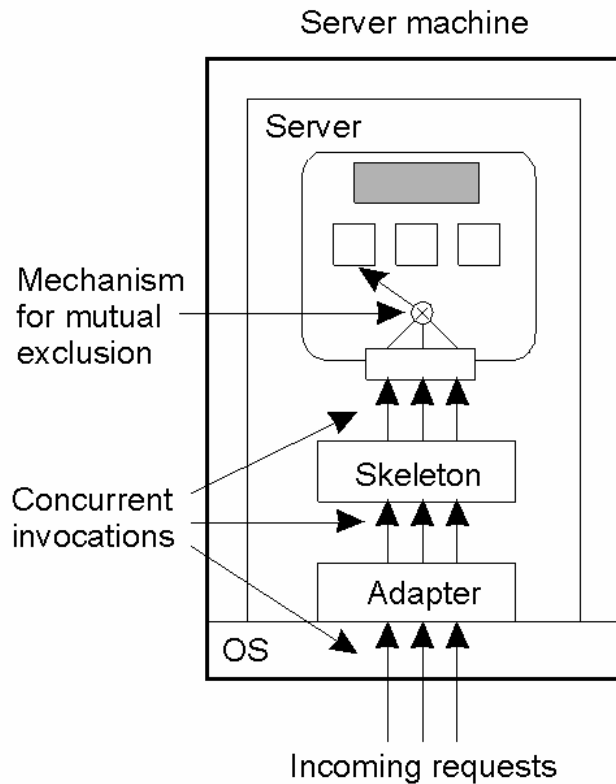 Server machine
Server
Mechanism
for mutual
exclusion
Skeleton
Concurrent
invocations
Adapter
OS
Incoming requests